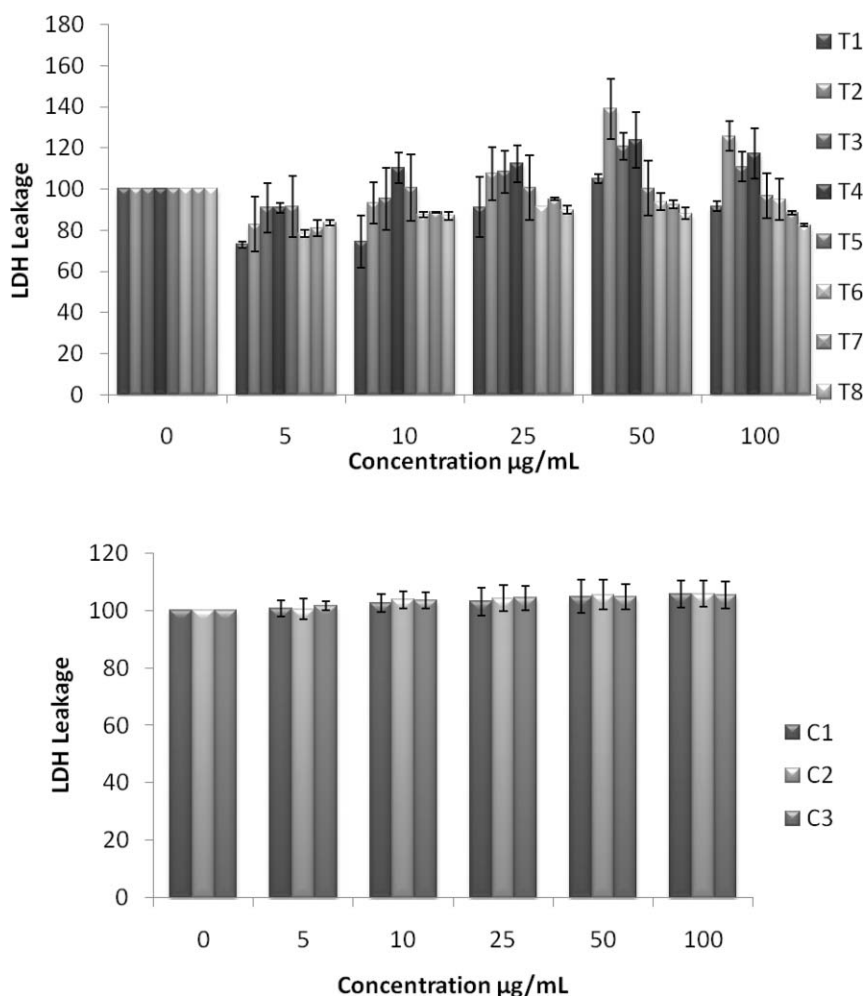 180
160
140
120
100
80
60
40
20
0
LDH Leakage
0 5 10 25 50 100
Concentration µg/mL
T1
T2
T3
T4
T5
T6
T7
T8
120
100
80
60
40
20
0
LDH Leakage
0 5 10 25 50 100
Concentration µg/mL
C1
C2
C3